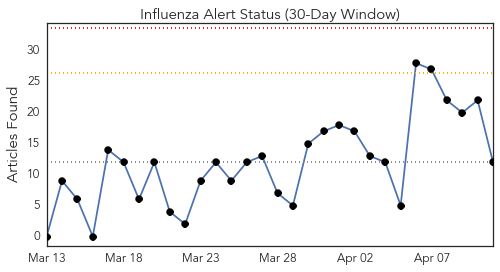 Influenza Alert Status (30-Day Window)
Articles Found
30
25
20
15
10
5
0
Mar 13 Mar 18 Mar 23 Mar 28 Apr 02 Apr 07